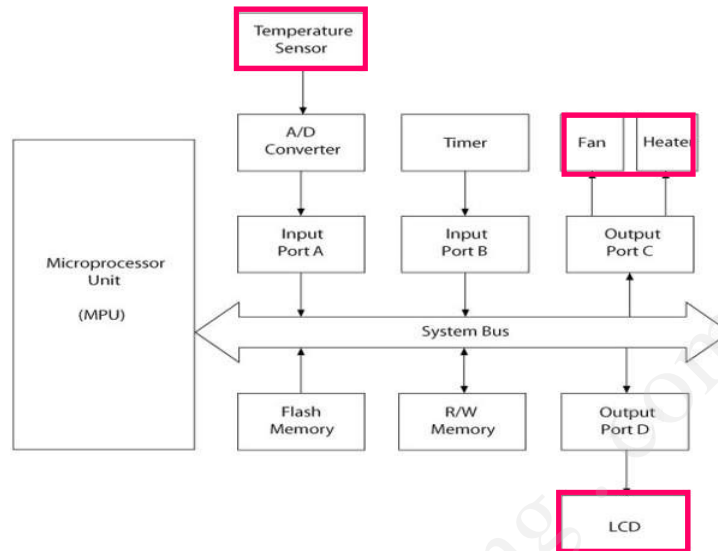 Temperature
Sensor
A/D
Converter
Timer
Fan
Heater
Microprocessor
Unit
(MPU)
Input
Port A
Input
Port B
Output
Port C
System Bus
Flash
Memory
R/W
Memory
Output
Port D
LCD